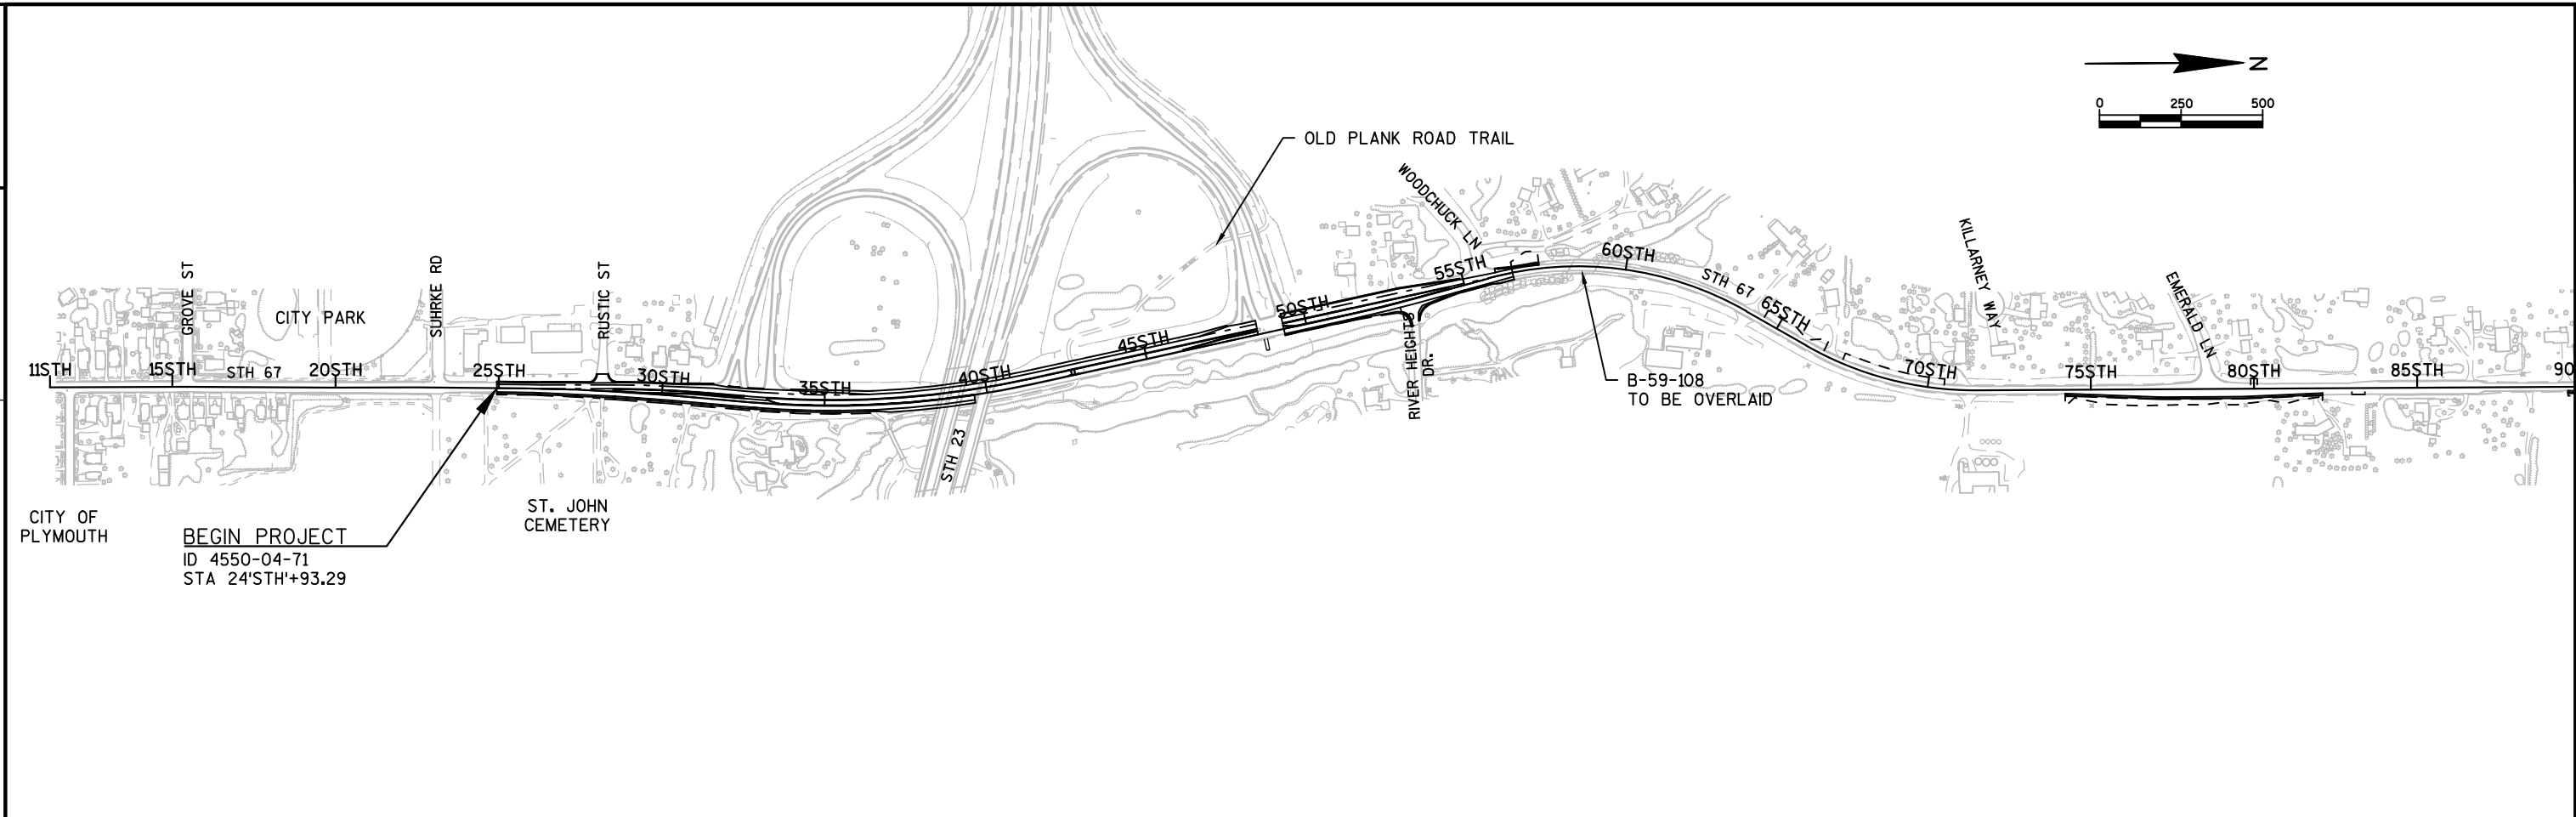 N
0 250 500
OLD PLANK ROAD TRAIL
WOODCHUCK LN
60STH
55STH
STH 67
65STH
KILLARNEY WAY
EMERALD LN
GROVE ST
SUHRKE RD
RUSTIC ST
CITY PARK
50STH
45STH
RIVER HEIGHTS
DR.
11STH
15STH
STH 67
20STH
25STH
30STH
35STH
40STH
70STH
75STH
80STH
85STH
90
B-59-108
TO BE OVERLAID
STH 23
CITY OF
PLYMOUTH
ST. JOHN
CEMETERY
BEGIN PROJECT
ID 4550-04-71
STA 24'STH'+93.29